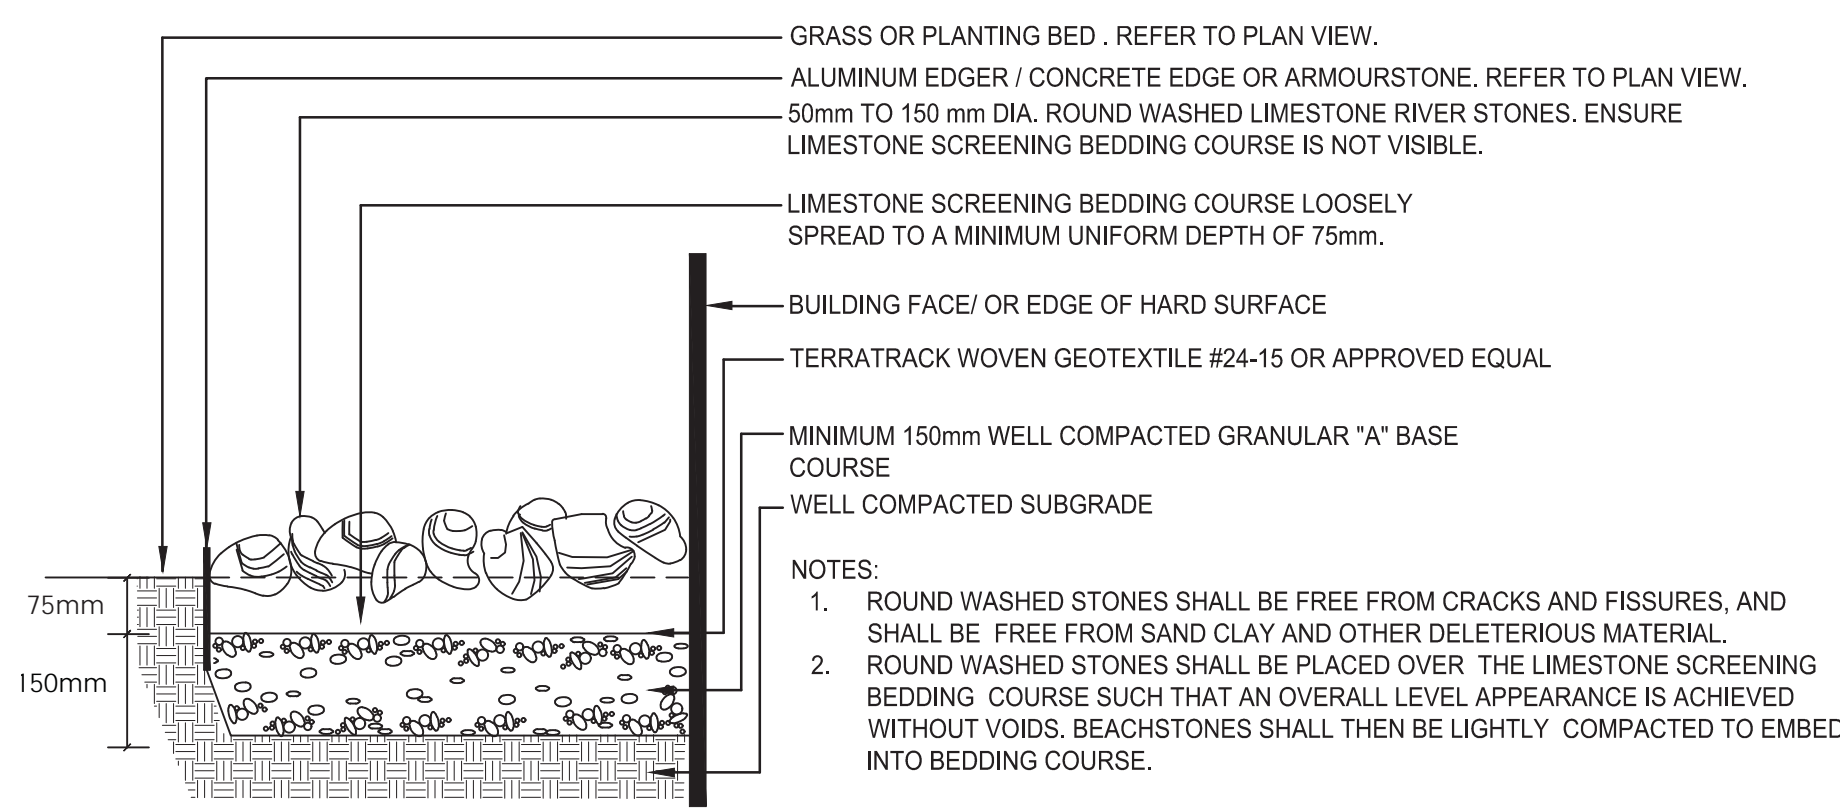 GRASS OR PLANTING BED . REFER TO PLAN VIEW.
ALUMINUM EDGER / CONCRETE EDGE OR ARMOURSTONE. REFER TO PLAN VIEW.
50mm TO 150 mm DIA. ROUND WASHED LIMESTONE RIVER STONES. ENSURE
LIMESTONE SCREENING BEDDING COURSE IS NOT VISIBLE.
LIMESTONE SCREENING BEDDING COURSE LOOSELY
SPREAD TO A MINIMUM UNIFORM DEPTH OF 75mm.
BUILDING FACE/ OR EDGE OF HARD SURFACE
TERRATRACK WOVEN GEOTEXTILE #24-15 OR APPROVED EQUAL
MINIMUM 150mm WELL COMPACTED GRANULAR "A" BASE
COURSE
WELL COMPACTED SUBGRADE
75mm
150mm
NOTES:
1. ROUND WASHED STONES SHALL BE FREE FROM CRACKS AND FISSURES, AND
SHALL BE FREE FROM SAND CLAY AND OTHER DELETERIOUS MATERIAL.
2. ROUND WASHED STONES SHALL BE PLACED OVER THE LIMESTONE SCREENING
BEDDING COURSE SUCH THAT AN OVERALL LEVEL APPEARANCE IS ACHIEVED
WITHOUT VOIDS. BEACHSTONES SHALL THEN BE LIGHTLY COMPACTED TO EMBED
INTO BEDDING COURSE.